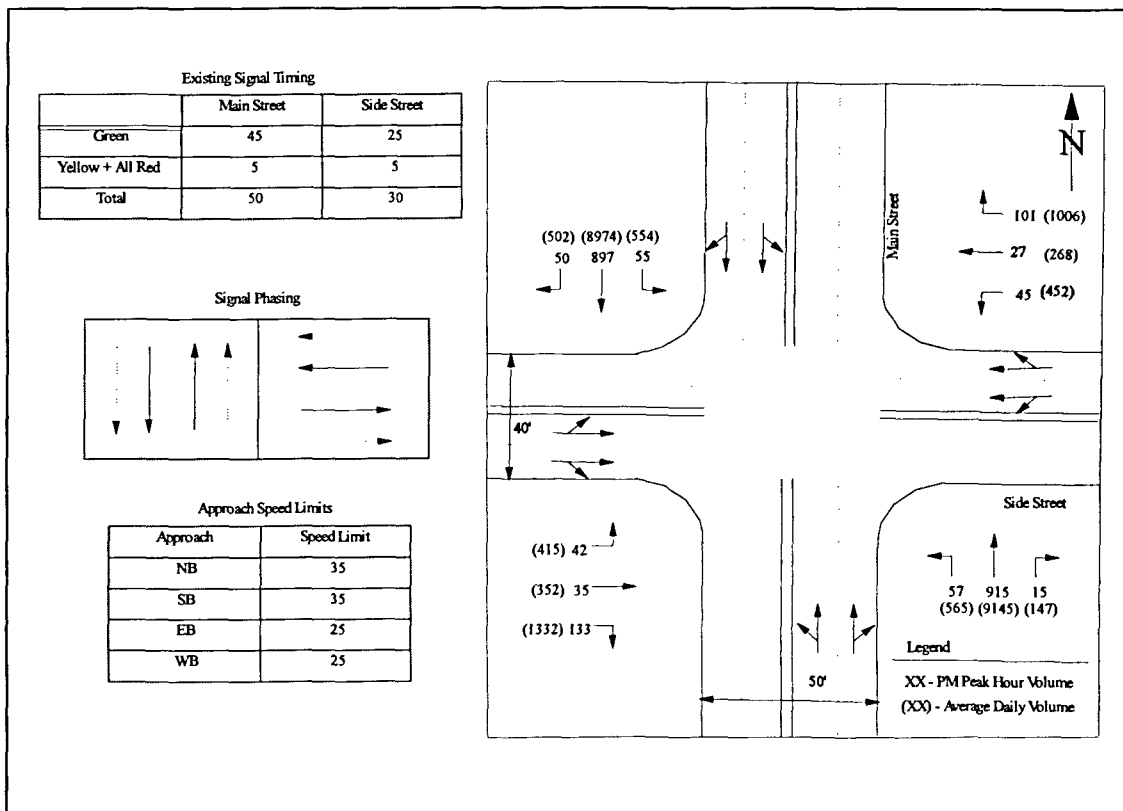 Existing Signal Timing
Main Street Side Street
Green 45 25
Yellow + All Red 5 5
Total 50 30
Signal Phasing
Approach Speed Limits
Approach Speed Limit
NB 35
SB 35
EB 25
WB 25
(502) (8974) (554)
50 897 55
Main Street
N
101 (1006)
27 (268)
45 (452)
40'
(415) 42
(352) 35
(1332) 133
50'
Side Street
57 915 15
(565) (9145) (147)
Legend
XX - PM Peak Hour Volume
(XX) - Average Daily Volume